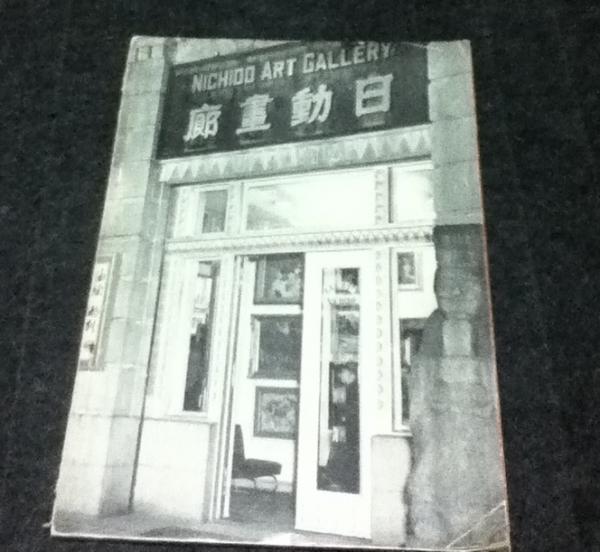 NICHIDO ART GALLERY
日動畫廊